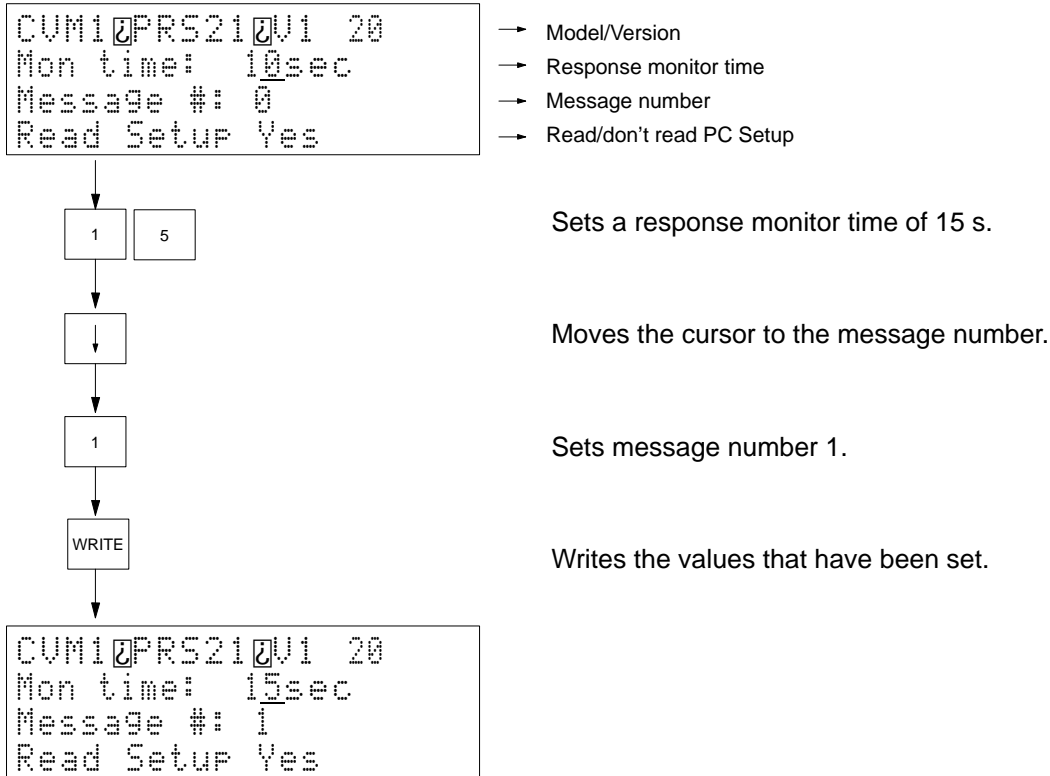 CVM1¿PRS21¿V1 20
Mon time: 10sec
Message #: 0
Read Setup Yes
→ Model/Version
→ Response monitor time
→ Message number
→ Read/don’t read PC Setup
1 5
Sets a response monitor time of 15 s.
↓
Moves the cursor to the message number.
1
Sets message number 1.
WRITE
Writes the values that have been set.
CVM1¿PRS21¿V1 20
Mon time: 15sec
Message #: 1
Read Setup Yes